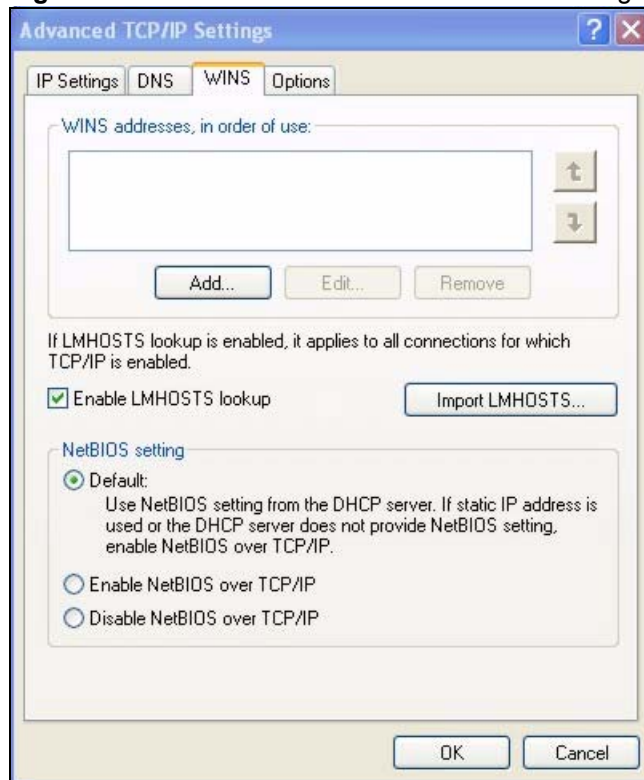 Advanced TCP/IP Settings
IP Settings DNS WINS Options
WINS addresses, in order of use:
Add... Edit... Remove
If LMHOSTS lookup is enabled, it applies to all connections for which
TCP/IP is enabled.
Enable LMHOSTS lookup Import LMHOSTS...
NetBIOS setting
Default:
Use NetBIOS setting from the DHCP server. If static IP address is
used or the DHCP server does not provide NetBIOS setting,
enable NetBIOS over TCP/IP.
Enable NetBIOS over TCP/IP
Disable NetBIOS over TCP/IP
OK Cancel